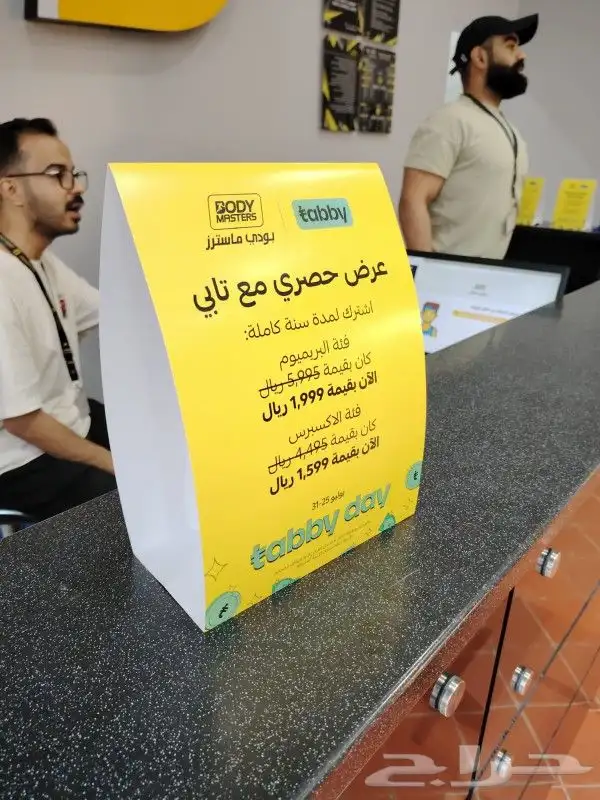 BODY
MASTERS
بودي ماسترز
tabby
عرض حصري مع تابي
اشترك لمدة سنة كاملة:
فئة البريميوم
كان بقيمة 5,995 ريال
الآن بقيمة 1,999 ريال
فئة الاكسبرس
كان بقيمة 4,495 ريال
الآن بقيمة 1,599 ريال
يوليو 25-31
tabby day
حراج